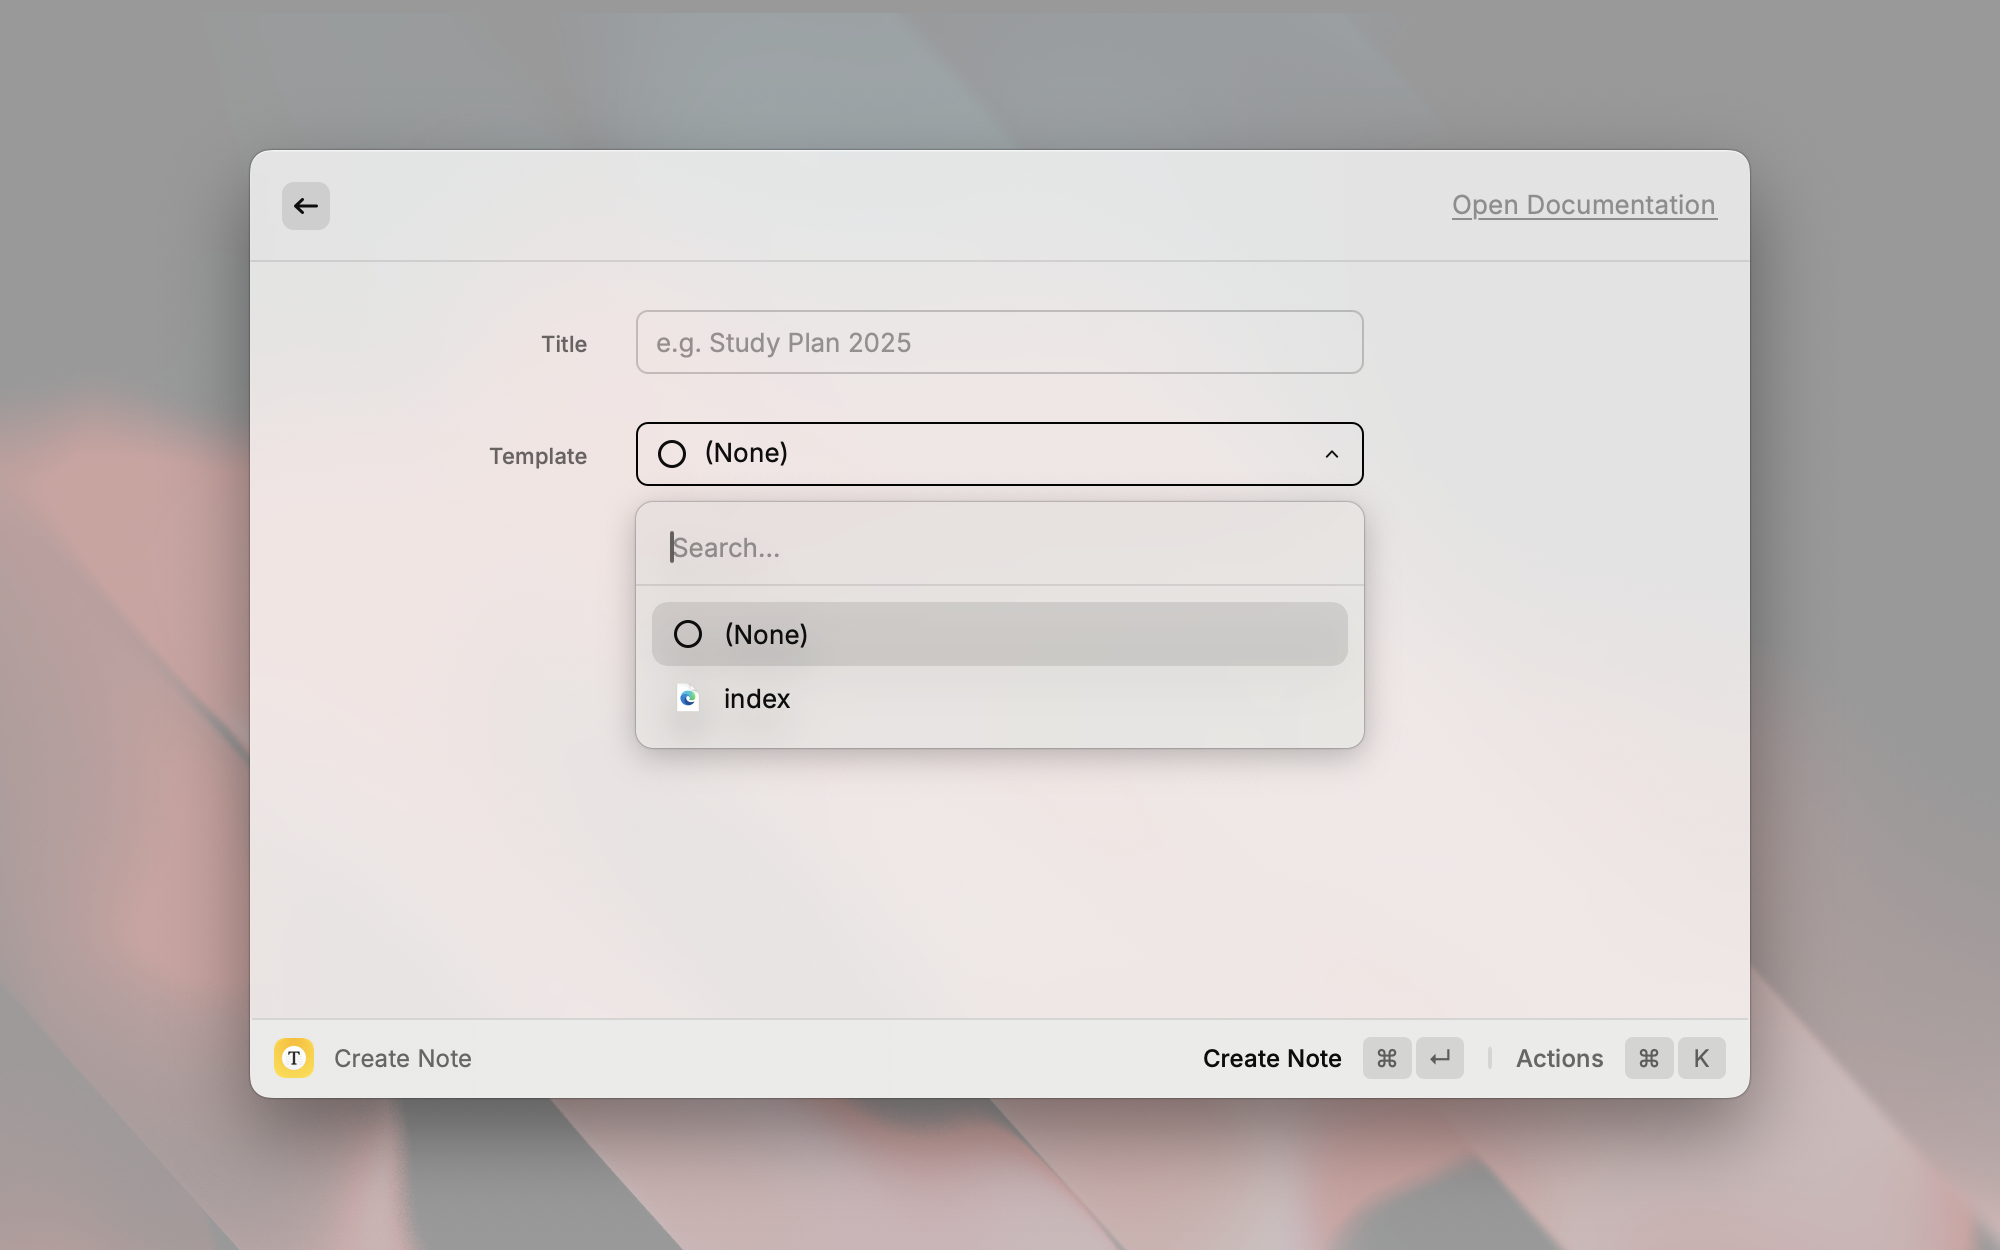 Open Documentation
Title
e.g. Study Plan 2025
Template
(None)
Search...
(None)
index
T
Create Note
Create Note ⌘ ↵
Actions ⌘ K